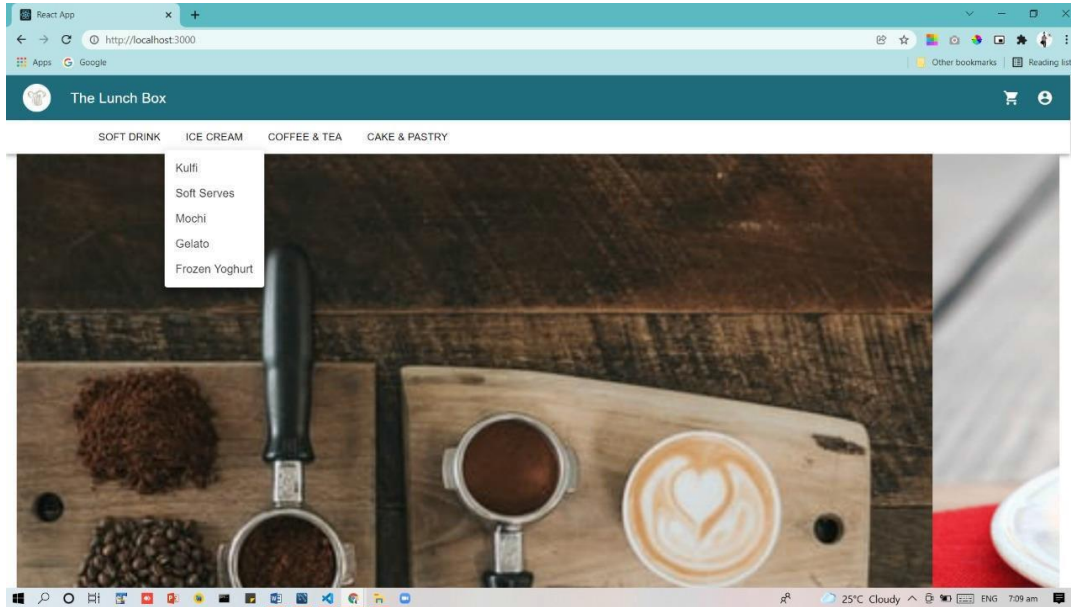 React App
http://localhost:3000
Apps Google Other bookmarks Reading list
The Lunch Box
SOFT DRINK ICE CREAM COFFEE & TEA CAKE & PASTRY
Kulfi
Soft Serves
Mochi
Gelato
Frozen Yoghurt
25°C Cloudy ENG 7:09 am